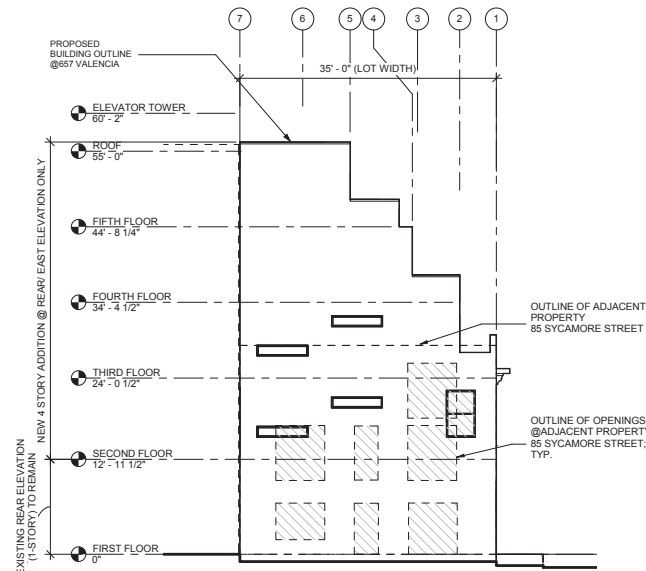 7 6 5 4 3 2 1
PROPOSED
BUILDING OUTLINE
@657 VALENCIA
35' - 0" (LOT WIDTH)
ELEVATOR TOWER
60' - 2"
ROOF
55' - 0"
FIFTH FLOOR
44' - 8 1/4"
FOURTH FLOOR
34' - 4 1/2"
OUTLINE OF ADJACENT
PROPERTY
85 SYCAMORE STREET
THIRD FLOOR
24' - 0 1/2"
OUTLINE OF OPENINGS
@ADJACENT PROPERTY
85 SYCAMORE STREET;
TYP.
SECOND FLOOR
12' - 11 1/2"
FIRST FLOOR
0"
NEW 4 STORY ADDITION @ REAR/ EAST ELEVATION ONLY
EXISTING REAR ELEVATION
(1-STORY) TO REMAIN